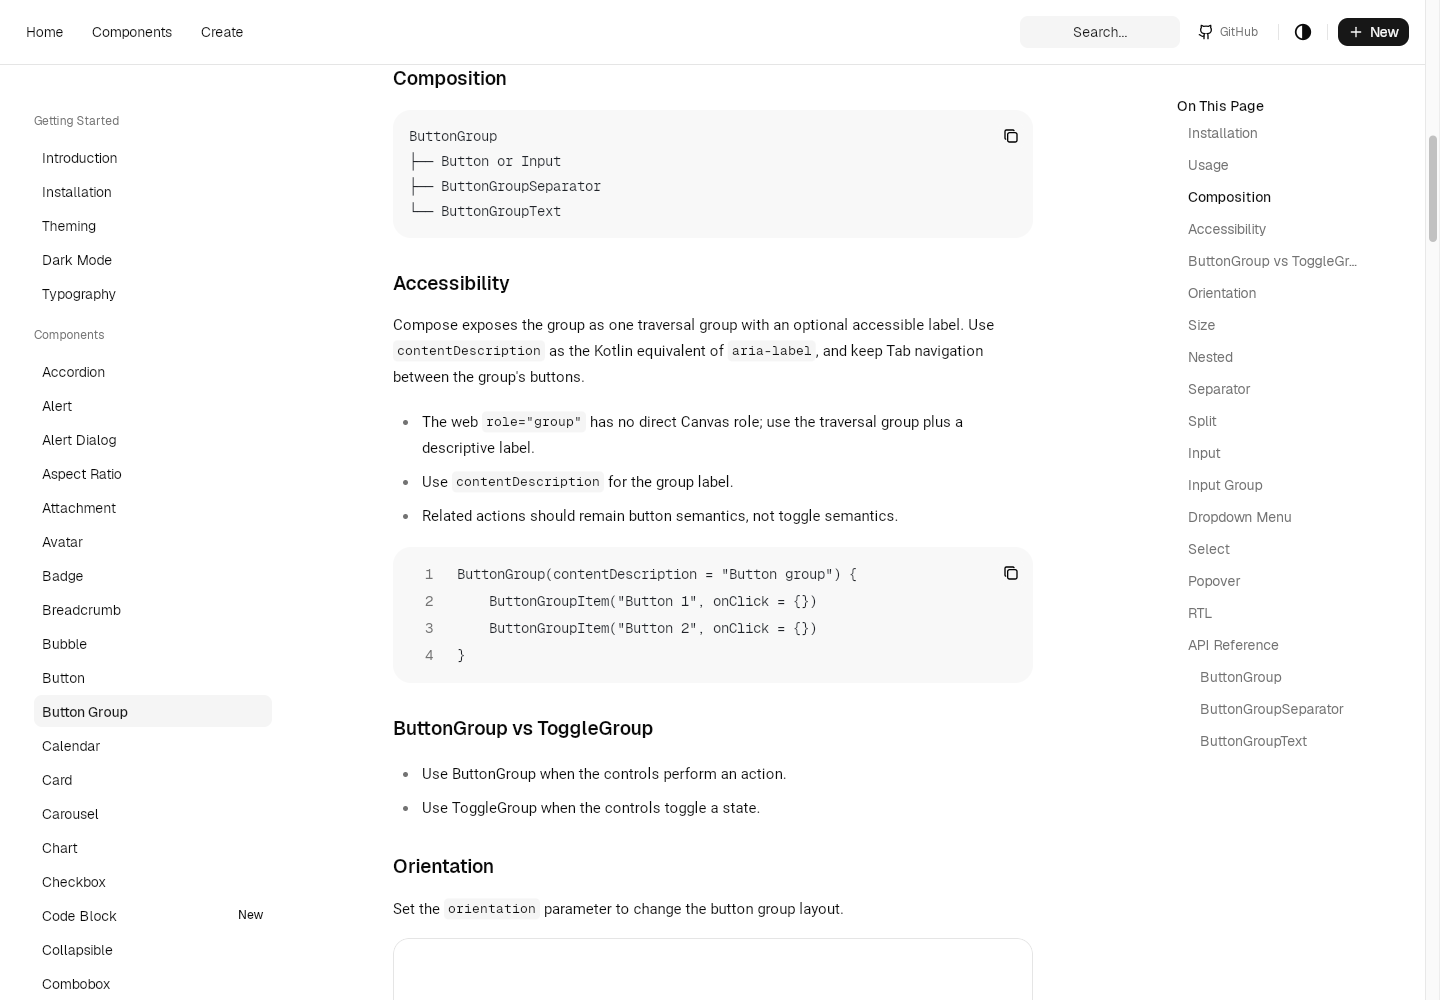 Home
Components
Create
Search...
GitHub
New
Getting Started
Introduction
Installation
Theming
Dark Mode
Typography
Components
Accordion
Alert
Alert Dialog
Aspect Ratio
Attachment
Avatar
Badge
Breadcrumb
Bubble
Button
Button Group
Calendar
Card
Carousel
Chart
Checkbox
Code Block
New
Collapsible
Combobox
Composition
ButtonGroup
├── Button or Input
├── ButtonGroupSeparator
└── ButtonGroupText
Accessibility
Compose exposes the group as one traversal group with an optional accessible label. Use
contentDescription as the Kotlin equivalent of aria-label, and keep Tab navigation
between the group's buttons.
• The web role="group" has no direct Canvas role; use the traversal group plus a
descriptive label.
• Use contentDescription for the group label.
• Related actions should remain button semantics, not toggle semantics.
1 ButtonGroup(contentDescription = "Button group") {
2     ButtonGroupItem("Button 1", onClick = {})
3     ButtonGroupItem("Button 2", onClick = {})
4 }
ButtonGroup vs ToggleGroup
• Use ButtonGroup when the controls perform an action.
• Use ToggleGroup when the controls toggle a state.
Orientation
Set the orientation parameter to change the button group layout.
On This Page
Installation
Usage
Composition
Accessibility
ButtonGroup vs ToggleGr...
Orientation
Size
Nested
Separator
Split
Input
Input Group
Dropdown Menu
Select
Popover
RTL
API Reference
ButtonGroup
ButtonGroupSeparator
ButtonGroupText